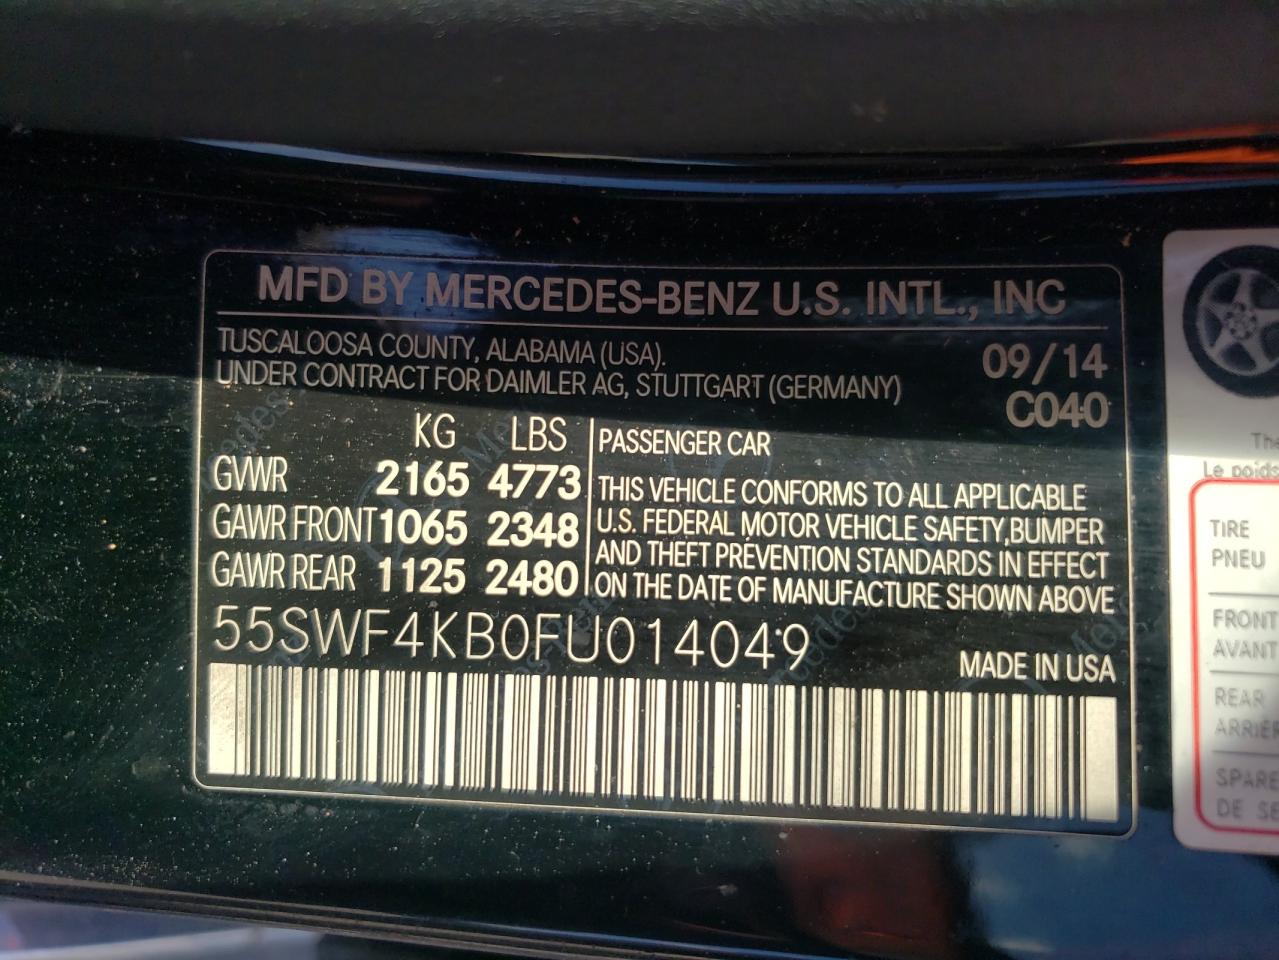 MFD BY MERCEDES-BENZ U.S. INTL., INC
TUSCALOOSA COUNTY, ALABAMA (USA).
UNDER CONTRACT FOR DAIMLER AG, STUTTGART (GERMANY)
09/14
C040
KG LBS
GVWR 2165 4773
GAWR FRONT 1065 2348
GAWR REAR 1125 2480
PASSENGER CAR
THIS VEHICLE CONFORMS TO ALL APPLICABLE
U.S. FEDERAL MOTOR VEHICLE SAFETY,BUMPER
AND THEFT PREVENTION STANDARDS IN EFFECT
ON THE DATE OF MANUFACTURE SHOWN ABOVE
55SWF4KB0FU014049
MADE IN USA
Le poids
TIRE
PNEU
FRONT
AVANT
REAR
SPARE
DE